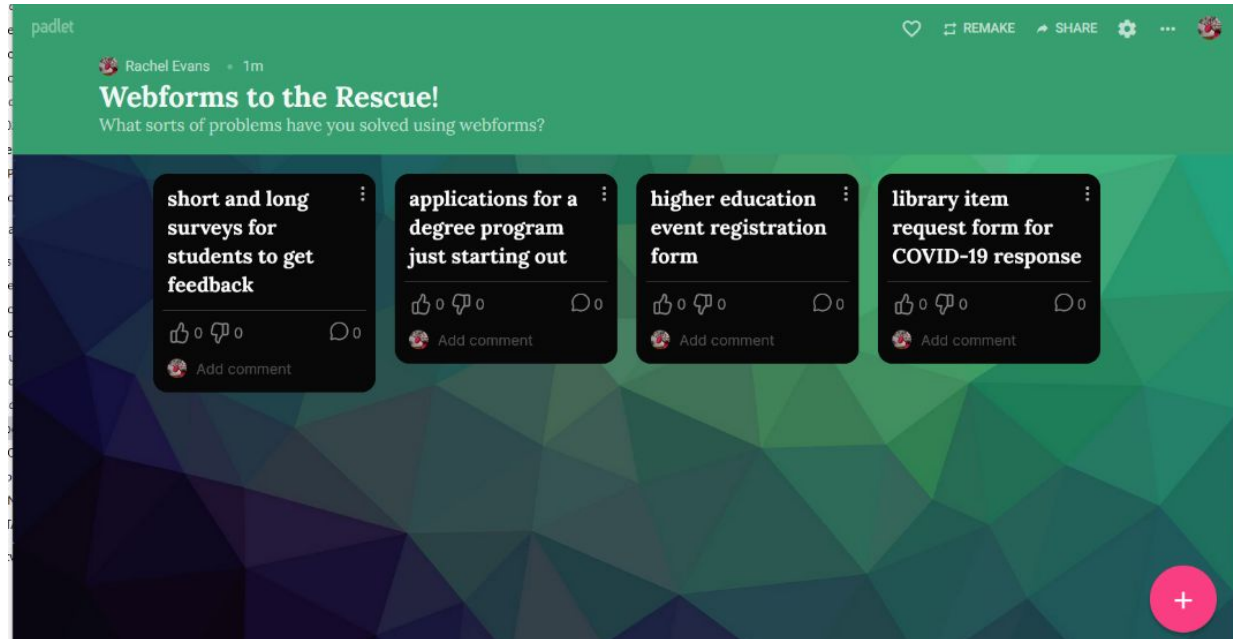 padlet
REMAKE SHARE
Rachel Evans • 1m
Webforms to the Rescue!
What sorts of problems have you solved using webforms?
short and long
surveys for
students to get
feedback
0 0 0
Add comment
applications for a
degree program
just starting out
0 0 0
Add comment
higher education
event registration
form
0 0 0
Add comment
library item
request form for
COVID-19 response
0 0 0
Add comment